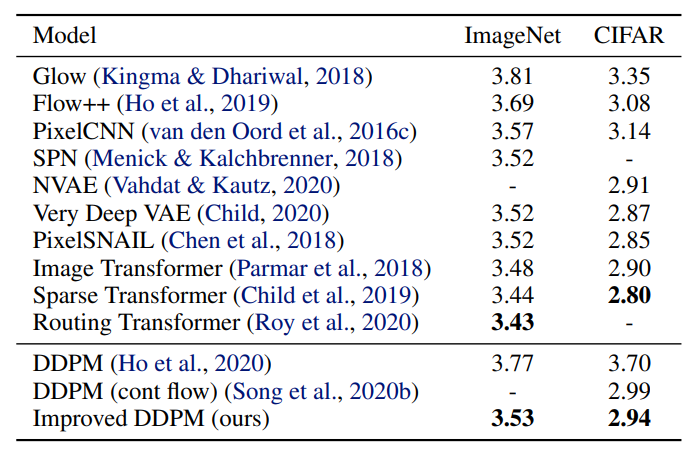 Model ImageNet CIFAR
Glow (Kingma & Dhariwal, 2018) 3.81 3.35
Flow++ (Ho et al., 2019) 3.69 3.08
PixelCNN (van den Oord et al., 2016c) 3.57 3.14
SPN (Menick & Kalchbrenner, 2018) 3.52 -
NVAE (Vahdat & Kautz, 2020) - 2.91
Very Deep VAE (Child, 2020) 3.52 2.87
PixelSNAIL (Chen et al., 2018) 3.52 2.85
Image Transformer (Parmar et al., 2018) 3.48 2.90
Sparse Transformer (Child et al., 2019) 3.44 2.80
Routing Transformer (Roy et al., 2020) 3.43 -
DDPM (Ho et al., 2020) 3.77 3.70
DDPM (cont flow) (Song et al., 2020b) - 2.99
Improved DDPM (ours) 3.53 2.94